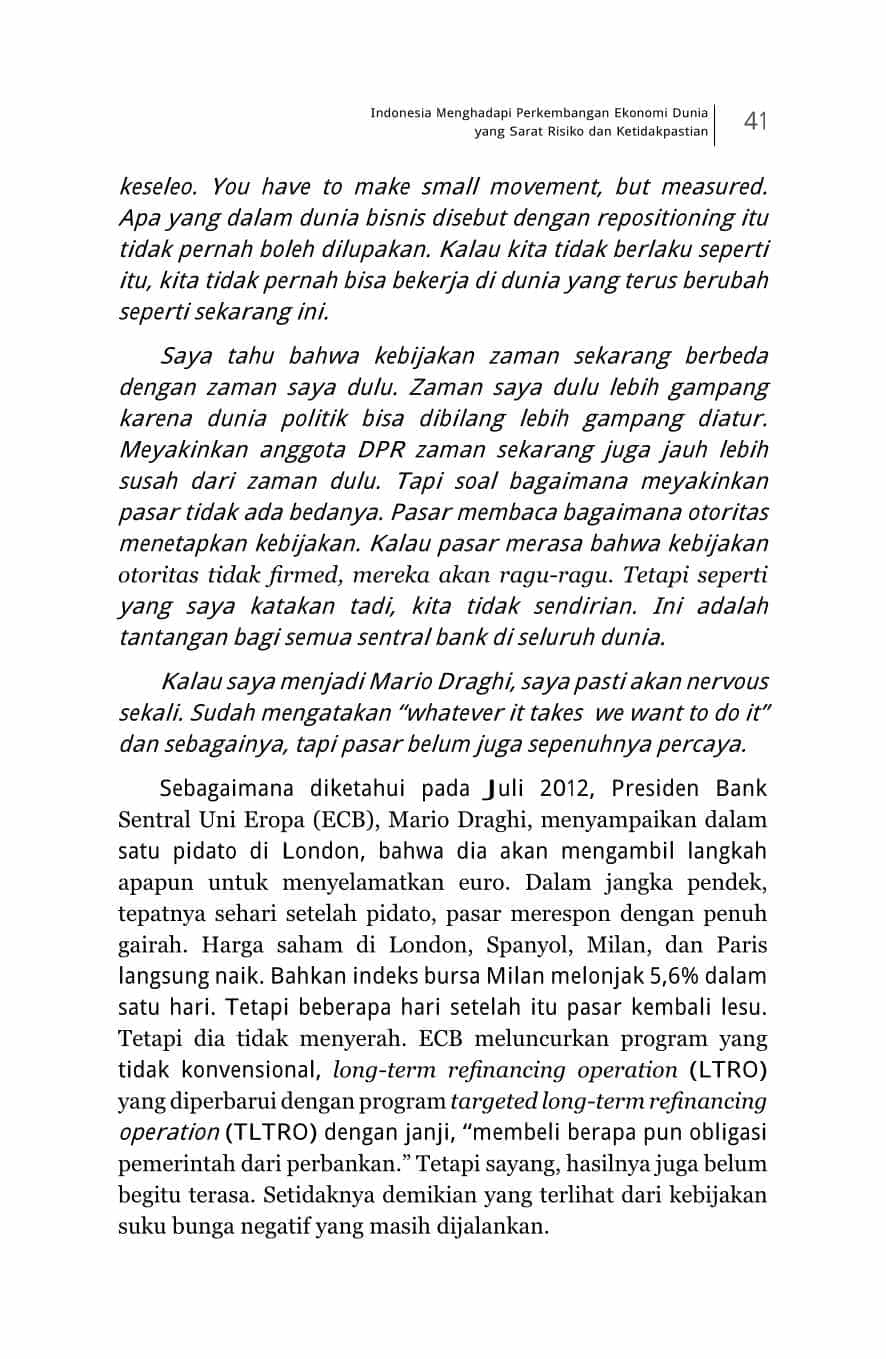 Indonesia Menghadapi Perkembangan Ekonomi Dunia
yang Sarat Risiko dan Ketidakpastian
41
keseleo. You have to make small movement, but measured.
Apa yang dalam dunia bisnis disebut dengan repositioning itu
tidak pernah boleh dilupakan. Kalau kita tidak berlaku seperti
itu, kita tidak pernah bisa bekerja di dunia yang terus berubah
seperti sekarang ini.
Saya tahu bahwa kebijakan zaman sekarang berbeda
dengan zaman saya dulu. Zaman saya dulu lebih gampang
karena dunia politik bisa dibilang lebih gampang diatur.
Meyakinkan anggota DPR zaman sekarang juga jauh lebih
susah dari zaman dulu. Tapi soal bagaimana meyakinkan
pasar tidak ada bedanya. Pasar membaca bagaimana otoritas
menetapkan kebijakan. Kalau pasar merasa bahwa kebijakan
otoritas tidak firmed, mereka akan ragu-ragu. Tetapi seperti
yang saya katakan tadi, kita tidak sendirian. Ini adalah
tantangan bagi semua sentral bank di seluruh dunia.
Kalau saya menjadi Mario Draghi, saya pasti akan nervous
sekali. Sudah mengatakan “whatever it takes  we want to do it”
dan sebagainya, tapi pasar belum juga sepenuhnya percaya.
Sebagaimana diketahui pada Juli 2012, Presiden Bank
Sentral Uni Eropa (ECB), Mario Draghi, menyampaikan dalam
satu pidato di London, bahwa dia akan mengambil langkah
apapun untuk menyelamatkan euro. Dalam jangka pendek,
tepatnya sehari setelah pidato, pasar merespon dengan penuh
gairah. Harga saham di London, Spanyol, Milan, dan Paris
langsung naik. Bahkan indeks bursa Milan melonjak 5,6% dalam
satu hari. Tetapi beberapa hari setelah itu pasar kembali lesu.
Tetapi dia tidak menyerah. ECB meluncurkan program yang
tidak konvensional, long-term refinancing operation (LTRO)
yang diperbarui dengan program targeted long-term refinancing
operation (TLTRO) dengan janji, “membeli berapa pun obligasi
pemerintah dari perbankan.” Tetapi sayang, hasilnya juga belum
begitu terasa. Setidaknya demikian yang terlihat dari kebijakan
suku bunga negatif yang masih dijalankan.